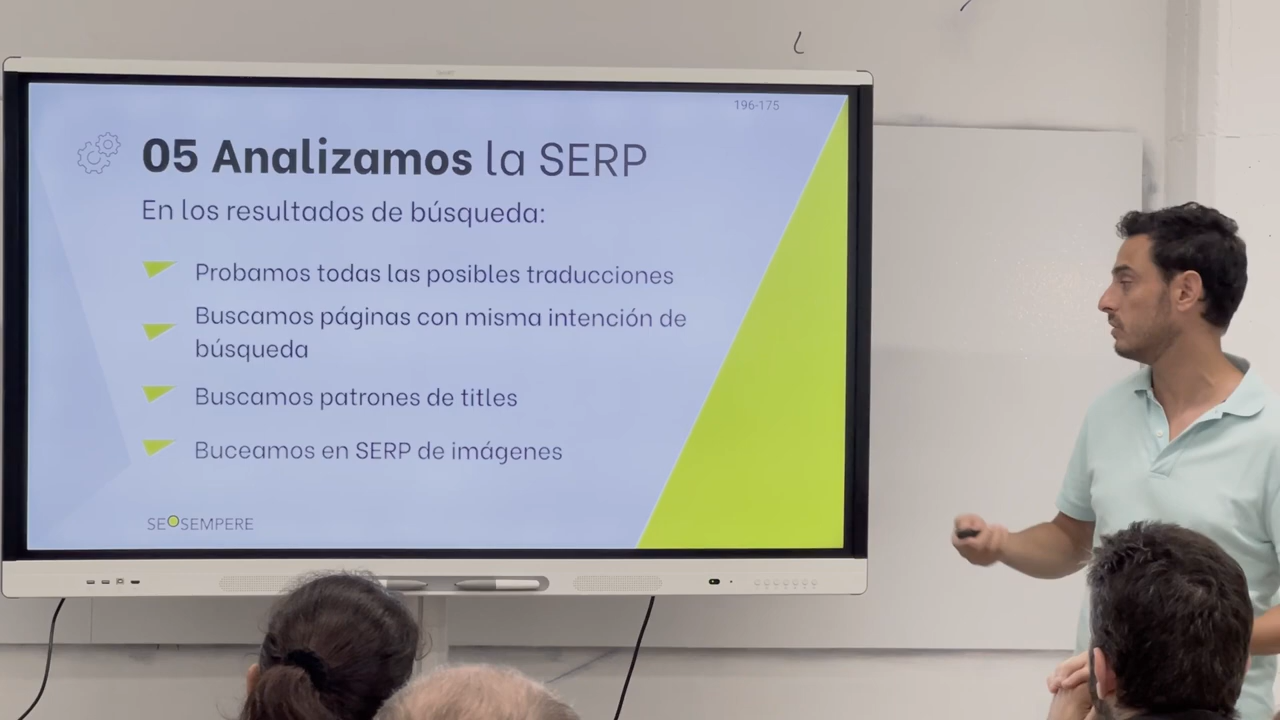 196-175
05 Analizamos la SERP
En los resultados de búsqueda:
Probamos todas las posibles traducciones
Buscamos páginas con misma intención de
búsqueda
Buscamos patrones de titles
Buceamos en SERP de imágenes
SEOSEMPERE